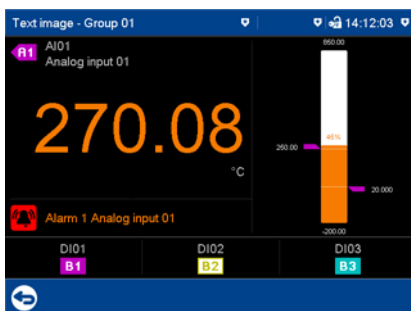 Text image - Group 01
14:12:03
A1
AI01
Analog input 01
270.08
°C
Alarm 1 Analog input 01
850.00
45%
250.00
20.000
-200.00
DI01
B1
DI02
B2
DI03
B3